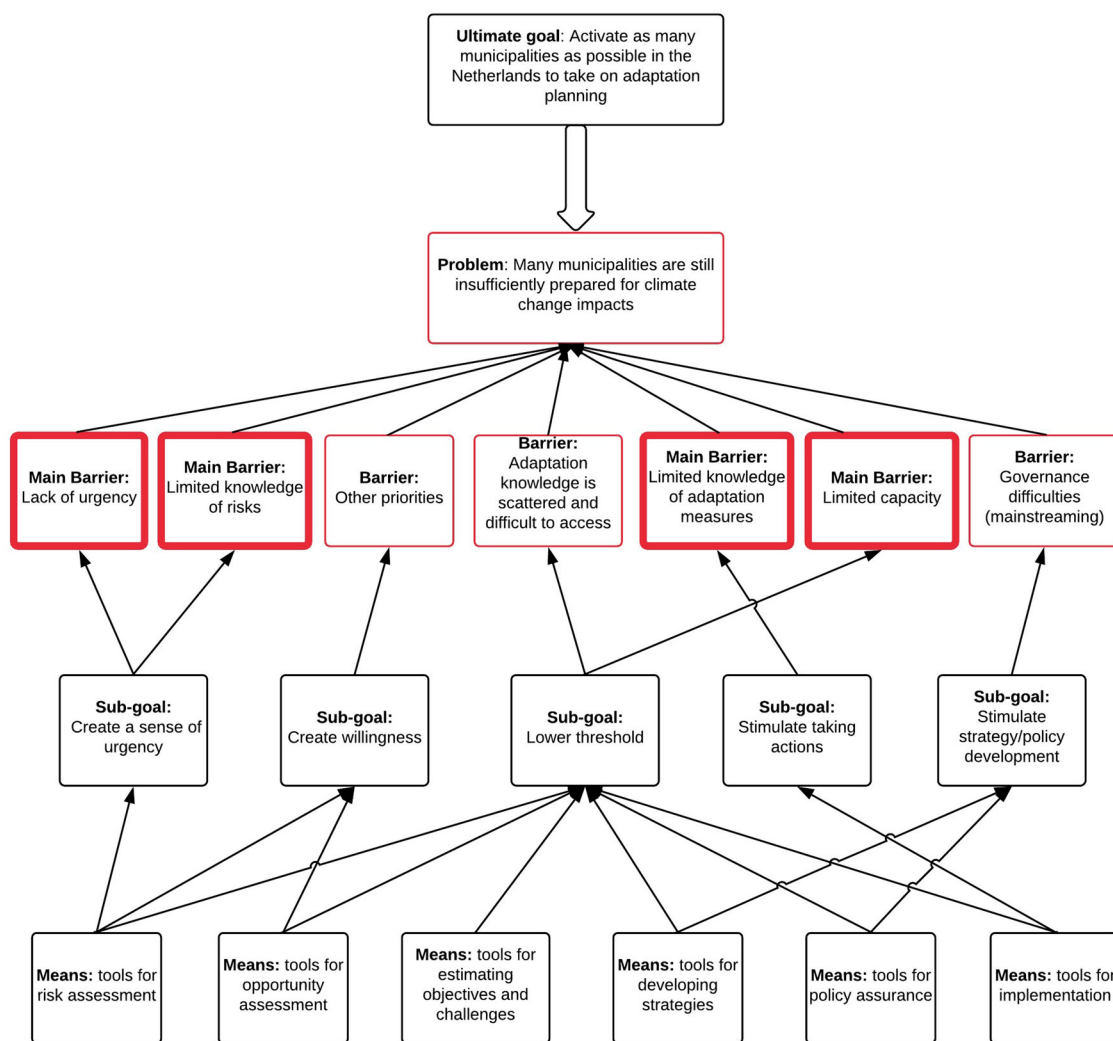 Ultimate goal: Activate as many
municipalities as possible in the
Netherlands to take on adaptation
planning
Problem: Many municipalities are still
insufficiently prepared for climate
change impacts
Main Barrier:
Lack of urgency
Main Barrier:
Limited knowledge
of risks
Barrier:
Other priorities
Barrier:
Adaptation
knowledge is
scattered and
difficult to access
Main Barrier:
Limited knowledge
of adaptation
measures
Main Barrier:
Limited capacity
Barrier:
Governance
difficulties
(mainstreaming)
Sub-goal:
Create a sense of
urgency
Sub-goal:
Create willingness
Sub-goal:
Lower threshold
Sub-goal:
Stimulate taking
actions
Sub-goal:
Stimulate
strategy/policy
development
Means: tools for
risk assessment
Means: tools for
opportunity
assessment
Means: tools for
estimating
objectives and
challenges
Means: tools for
developing
strategies
Means: tools for
policy assurance
Means: tools for
implementation